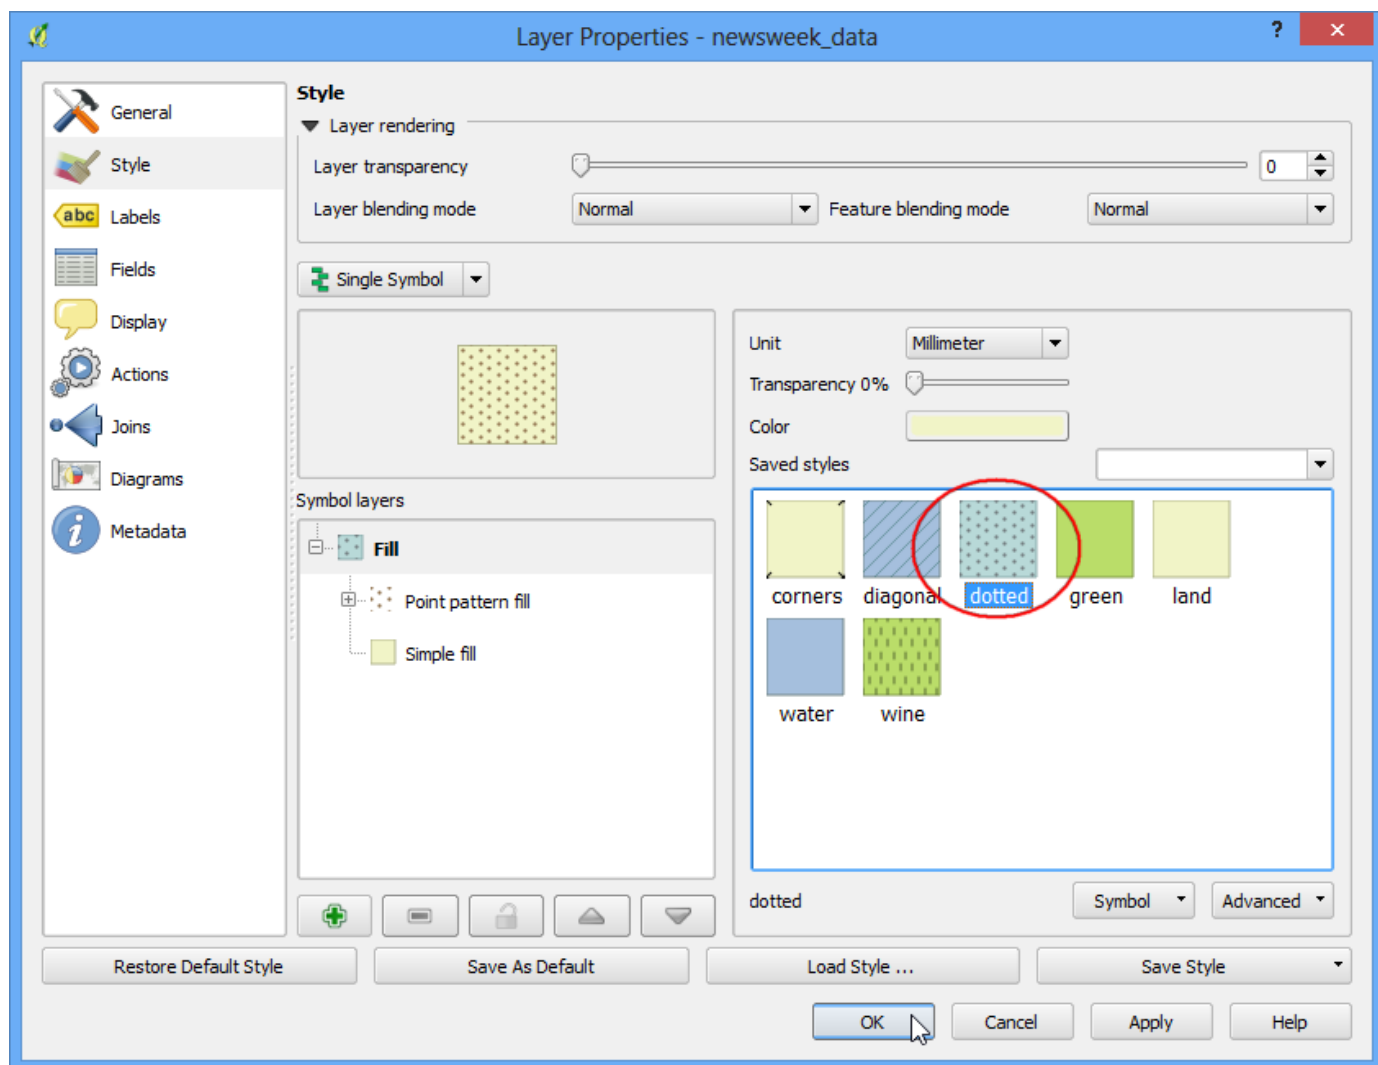 Layer Properties - newsweek_data
?
General
Style
abc Labels
Fields
Display
Actions
Joins
Diagrams
Metadata
Style
Layer rendering
Layer transparency 0
Layer blending mode Normal Feature blending mode Normal
Single Symbol
Symbol layers
Fill
Point pattern fill
Simple fill
Unit Millimeter
Transparency 0%
Color
Saved styles
corners diagonal dotted green land
water wine
dotted Symbol Advanced
Restore Default Style Save As Default Load Style ... Save Style
OK Cancel Apply Help